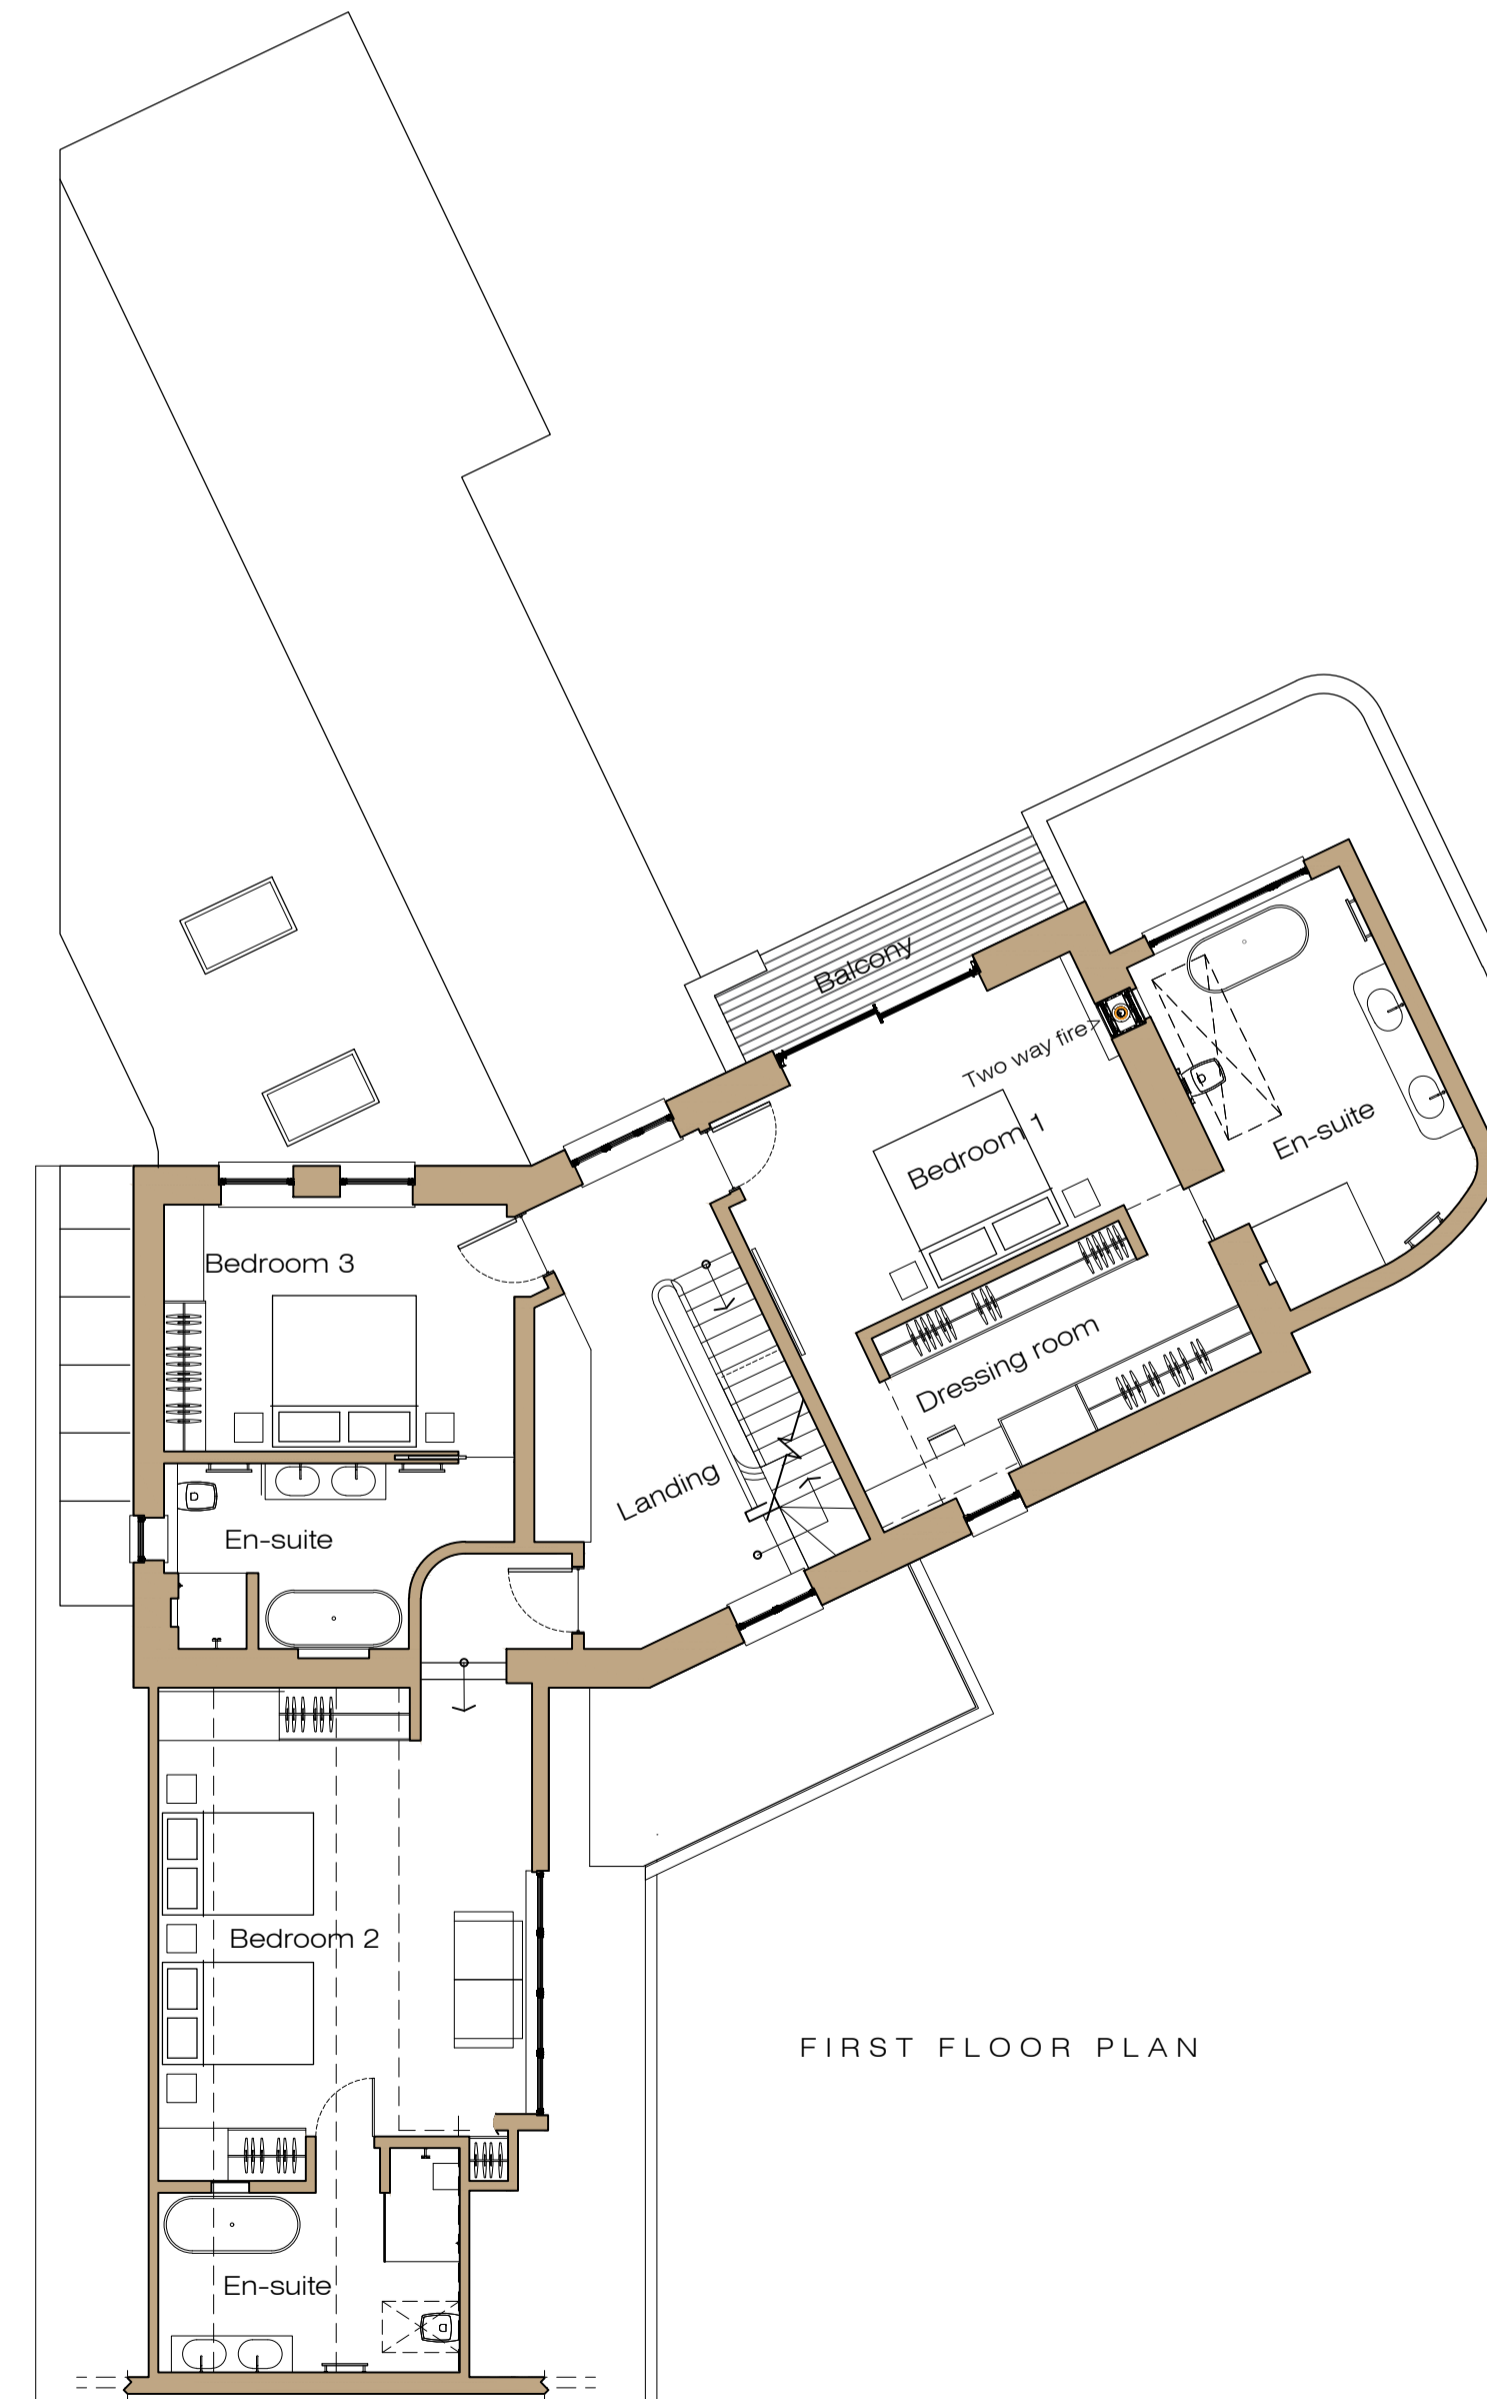 Balcony
Two way fire
Bedroom 1
En-suite
Bedroom 3
Dressing room
Landing
En-suite
Bedroom 2
FIRST FLOOR PLAN
En-suite